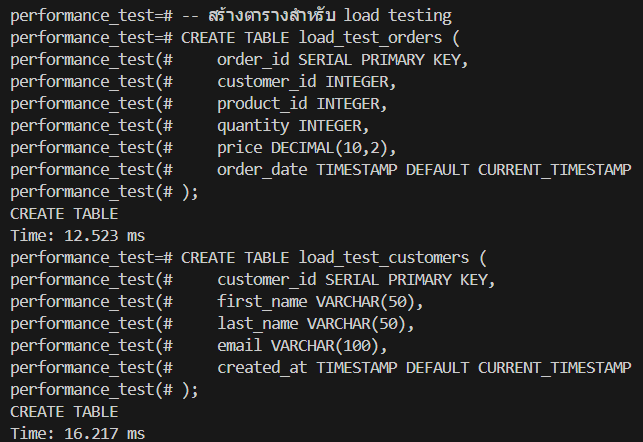 performance_test=# -- สร้างตารางสำหรับ load testing
performance_test=# CREATE TABLE load_test_orders (
performance_test(#     order_id SERIAL PRIMARY KEY,
performance_test(#     customer_id INTEGER,
performance_test(#     product_id INTEGER,
performance_test(#     quantity INTEGER,
performance_test(#     price DECIMAL(10,2),
performance_test(#     order_date TIMESTAMP DEFAULT CURRENT_TIMESTAMP
performance_test(# );
CREATE TABLE
Time: 12.523 ms
performance_test=# CREATE TABLE load_test_customers (
performance_test(#     customer_id SERIAL PRIMARY KEY,
performance_test(#     first_name VARCHAR(50),
performance_test(#     last_name VARCHAR(50),
performance_test(#     email VARCHAR(100),
performance_test(#     created_at TIMESTAMP DEFAULT CURRENT_TIMESTAMP
performance_test(# );
CREATE TABLE
Time: 16.217 ms